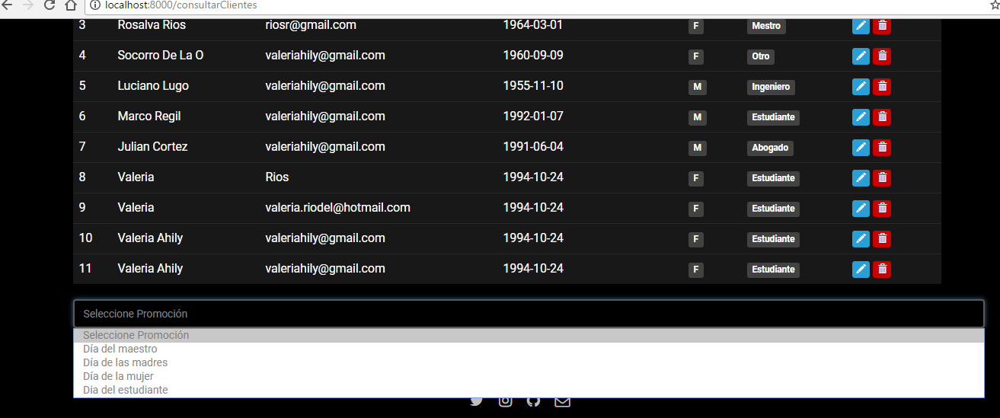 localhost:8000/consultarClientes
3 Rosalva Rios riosr@gmail.com 1964-03-01 F Mestro
4 Socorro De La O valeriahily@gmail.com 1960-09-09 F Otro
5 Luciano Lugo valeriahily@gmail.com 1955-11-10 M Ingeniero
6 Marco Regil valeriahily@gmail.com 1992-01-07 M Estudiante
7 Julian Cortez valeriahily@gmail.com 1991-06-04 M Abogado
8 Valeria Rios 1994-10-24 F Estudiante
9 Valeria valeria.riodel@hotmail.com 1994-10-24 F Estudiante
10 Valeria Ahily valeriahily@gmail.com 1994-10-24 F Estudiante
11 Valeria Ahily valeriahily@gmail.com 1994-10-24 F Estudiante
Seleccione Promoción
Seleccione Promoción
Día del maestro
Día de las madres
Día de la mujer
Dia del estudiante